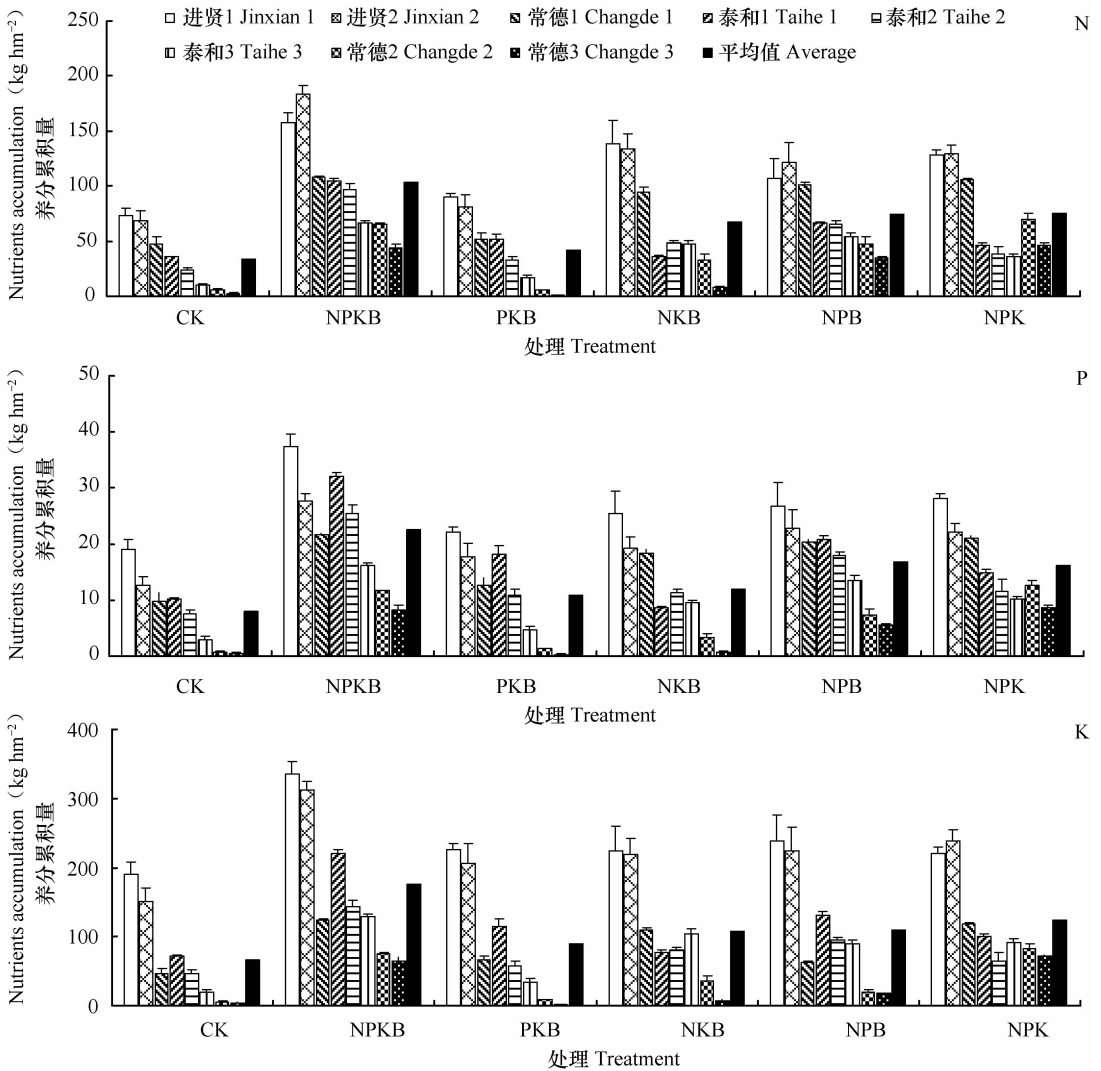 进贤1 Jinxian 1 进贤2 Jinxian 2 常德1 Changde 1 泰和1 Taihe 1 泰和2 Taihe 2 N
泰和3 Taihe 3 常德2 Changde 2 常德3 Changde 3 平均值 Average
Nutrients accumulation (kg hm⁻²)
养分累积量
250
200
150
100
50
0
CK NPKB PKB NKB NPB NPK
处理 Treatment
P
Nutrients accumulation (kg hm⁻²)
养分累积量
50
40
30
20
10
0
CK NPKB PKB NKB NPB NPK
处理 Treatment
K
Nutrients accumulation (kg hm⁻²)
养分累积量
400
300
200
100
0
CK NPKB PKB NKB NPB NPK
处理 Treatment